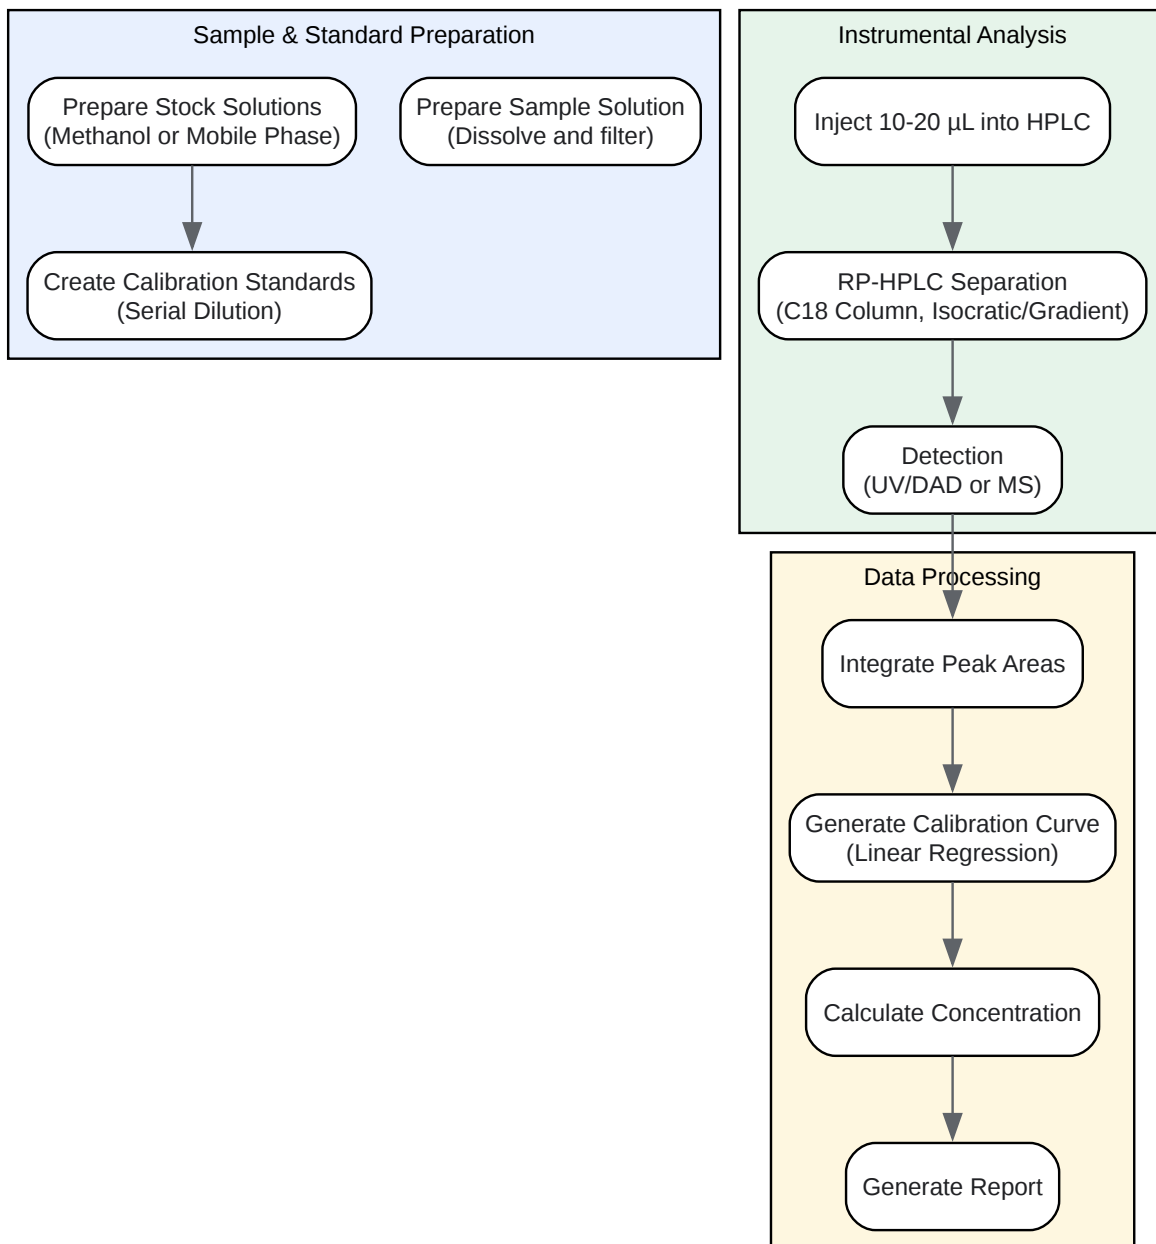 Sample & Standard Preparation
Prepare Stock Solutions
(Methanol or Mobile Phase)
Prepare Sample Solution
(Dissolve and filter)
Create Calibration Standards
(Serial Dilution)
Instrumental Analysis
Inject 10-20 µL into HPLC
RP-HPLC Separation
(C18 Column, Isocratic/Gradient)
Detection
(UV/DAD or MS)
Data Processing
Integrate Peak Areas
Generate Calibration Curve
(Linear Regression)
Calculate Concentration
Generate Report